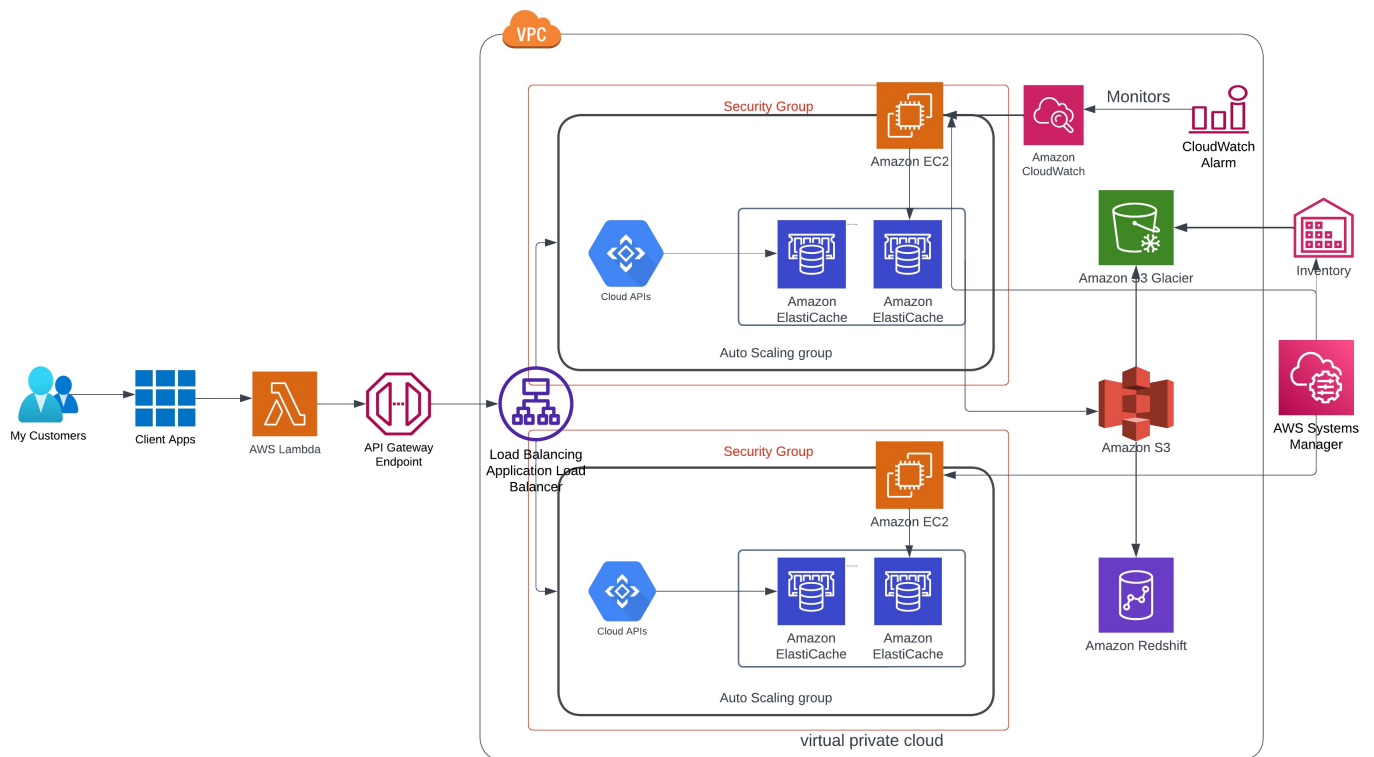 VPC
Security Group
Amazon EC2
Amazon
CloudWatch
Monitors
CloudWatch
Alarm
Cloud APIs
Amazon
ElastiCache
Amazon
ElastiCache
Auto Scaling group
Amazon S3 Glacier
Inventory
My Customers
Client Apps
AWS Lambda
API Gateway
Endpoint
Load Balancing
Application Load
Balancer
Amazon S3
AWS Systems
Manager
Security Group
Amazon EC2
Cloud APIs
Amazon
ElastiCache
Amazon
ElastiCache
Auto Scaling group
Amazon Redshift
virtual private cloud